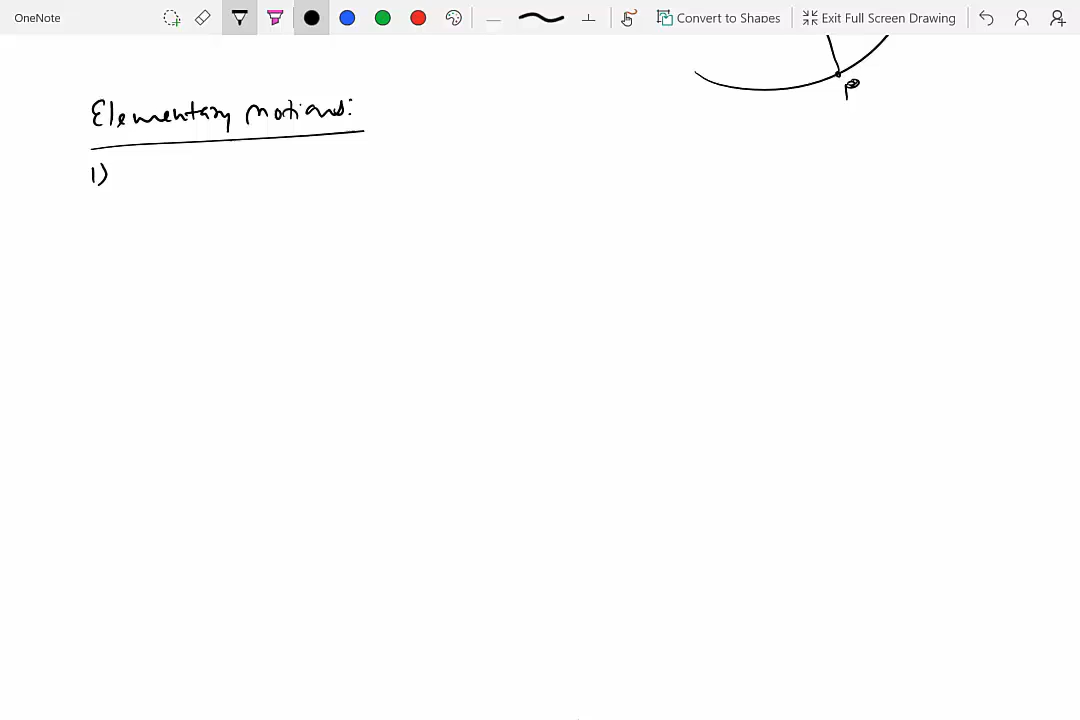 OneNote
Convert to Shapes
Exit Full Screen Drawing
P
Elementary motions:
1)